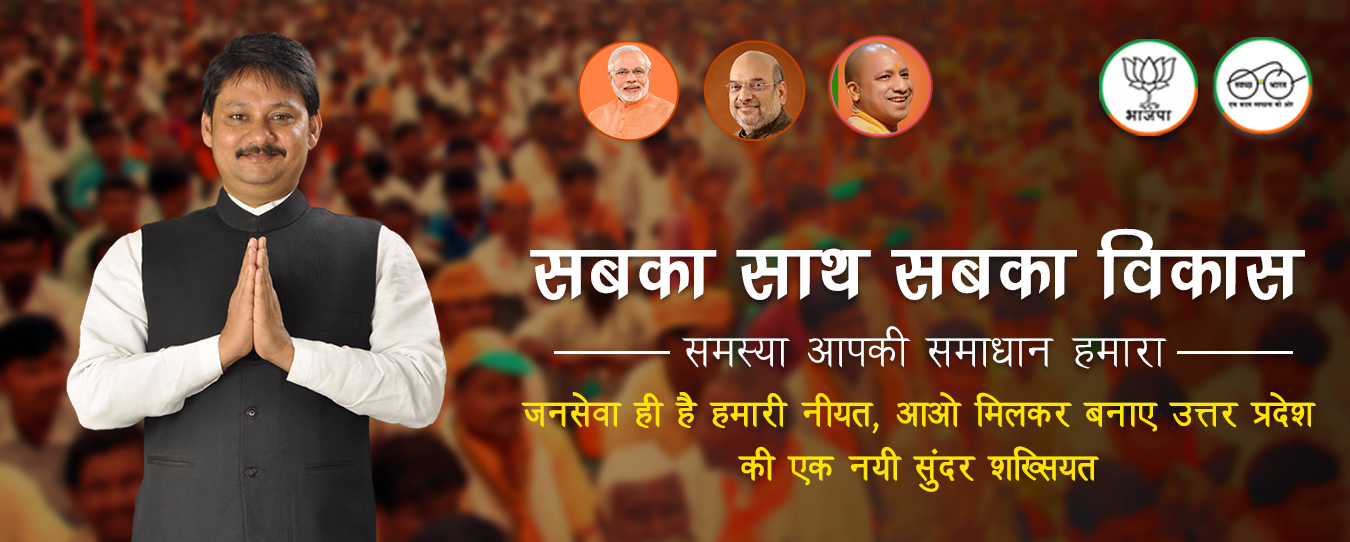 भाजपा
स्वच्छ भारत
एक कदम स्वच्छता की ओर
सबका साथ सबका विकास
समस्या आपकी समाधान हमारा
जनसेवा ही है हमारी नीयत, आओ मिलकर बनाए उत्तर प्रदेश
की एक नयी सुंदर शख्सियत